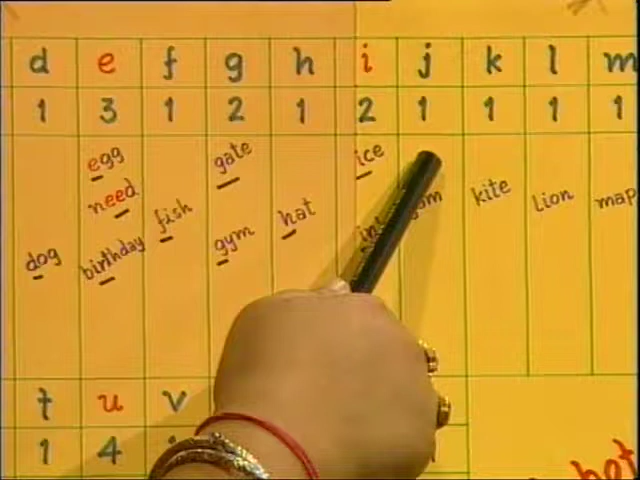 d e f g h i j k l m
1 3 1 2 1 2 1 1 1 1
egg gate ice
need fish hat kite Lion map
dog birthday gym
t u v
1 4